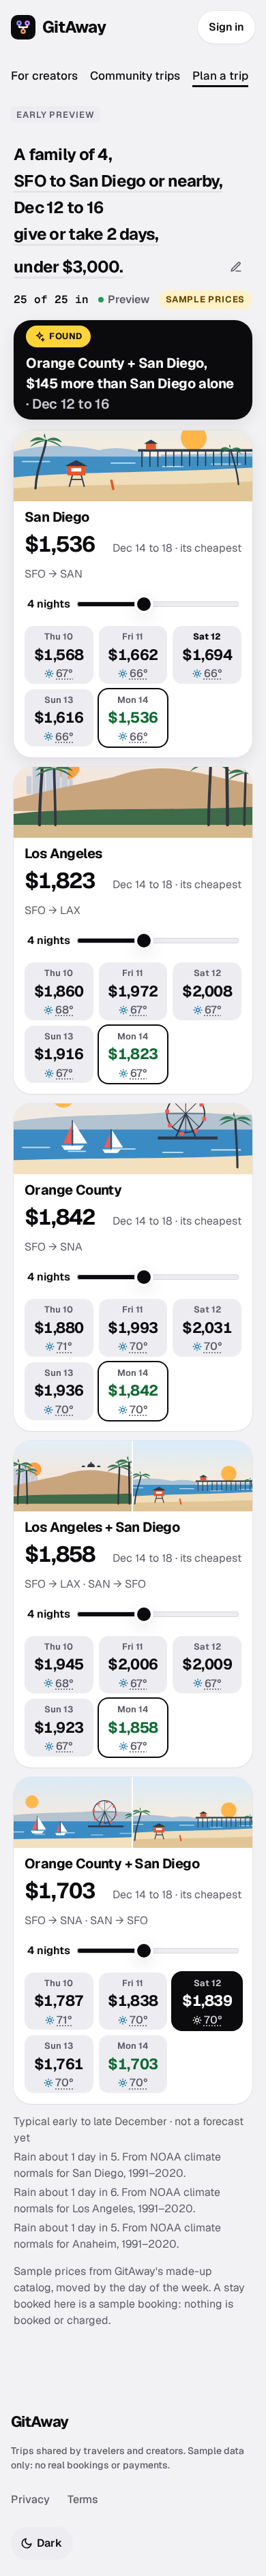 GitAway
Sign in
For creators Community trips Plan a trip
EARLY PREVIEW
A family of 4,
SFO to San Diego or nearby,
Dec 12 to 16
give or take 2 days,
under $3,000.
25 of 25 in Preview SAMPLE PRICES
FOUND
Orange County + San Diego,
$145 more than San Diego alone
· Dec 12 to 16
San Diego
$1,536 Dec 14 to 18 · its cheapest
SFO → SAN
4 nights
Thu 10 Fri 11 Sat 12
$1,568 $1,662 $1,694
67° 66° 66°
Sun 13 Mon 14
$1,616 $1,536
66° 66°
Los Angeles
$1,823 Dec 14 to 18 · its cheapest
SFO → LAX
4 nights
Thu 10 Fri 11 Sat 12
$1,860 $1,972 $2,008
68° 67° 67°
Sun 13 Mon 14
$1,916 $1,823
67° 67°
Orange County
$1,842 Dec 14 to 18 · its cheapest
SFO → SNA
4 nights
Thu 10 Fri 11 Sat 12
$1,880 $1,993 $2,031
71° 70° 70°
Sun 13 Mon 14
$1,936 $1,842
70° 70°
Los Angeles + San Diego
$1,858 Dec 14 to 18 · its cheapest
SFO → LAX · SAN → SFO
4 nights
Thu 10 Fri 11 Sat 12
$1,945 $2,006 $2,009
68° 67° 67°
Sun 13 Mon 14
$1,923 $1,858
67° 67°
Orange County + San Diego
$1,703 Dec 14 to 18 · its cheapest
SFO → SNA · SAN → SFO
4 nights
Thu 10 Fri 11 Sat 12
$1,787 $1,838 $1,839
71° 70° 70°
Sun 13 Mon 14
$1,761 $1,703
70° 70°
Typical early to late December · not a forecast
yet
Rain about 1 day in 5. From NOAA climate
normals for San Diego, 1991–2020.
Rain about 1 day in 6. From NOAA climate
normals for Los Angeles, 1991–2020.
Rain about 1 day in 5. From NOAA climate
normals for Anaheim, 1991–2020.
Sample prices from GitAway's made-up
catalog, moved by the day of the week. A stay
booked here is a sample booking: nothing is
booked or charged.
GitAway
Trips shared by travelers and creators. Sample data
only: no real bookings or payments.
Privacy Terms
Dark